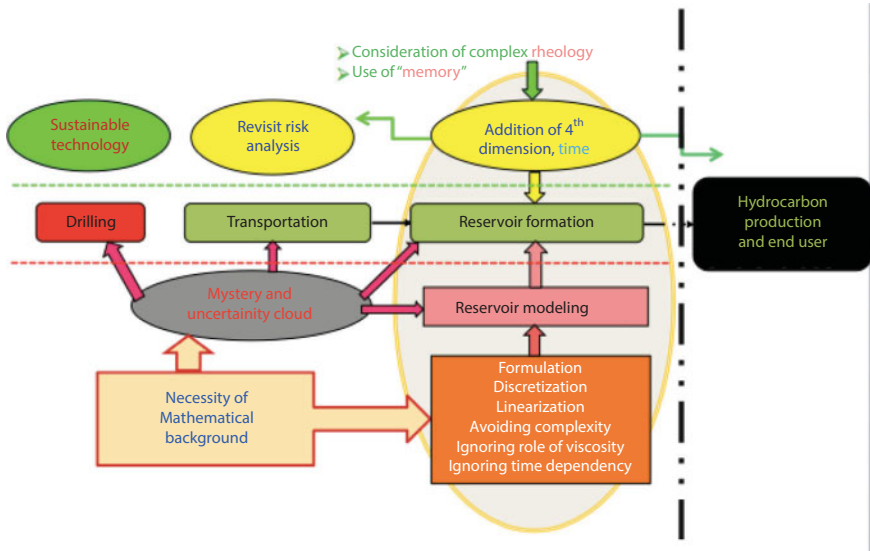 Consideration of complex rheology
Use of "memory"
Sustainable
technology
Revisit risk
analysis
Addition of 4th
dimension, time
Drilling
Transportation
Reservoir formation
Hydrocarbon
production
and end user
Mystery and
uncertainity cloud
Reservoir modeling
Necessity of
Mathematical
background
Formulation
Discretization
Linearization
Avoiding complexity
Ignoring role of viscosity
Ignoring time dependency